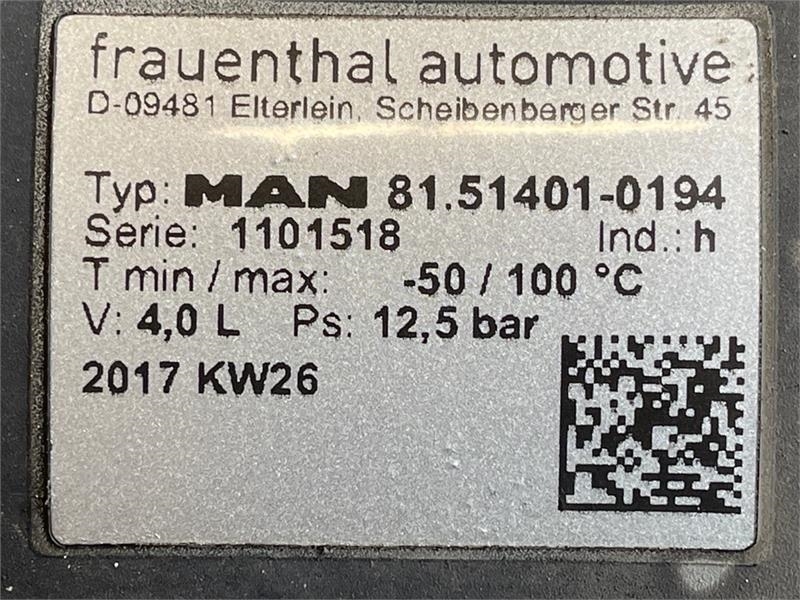 frauenthal automotive
D-09481 Elterlein, Scheibenberger Str. 45
Typ: MAN 81.51401-0194
Serie: 1101518 Ind.: h
T min / max: -50 / 100 °C
V: 4,0 L Ps: 12,5 bar
2017 KW26